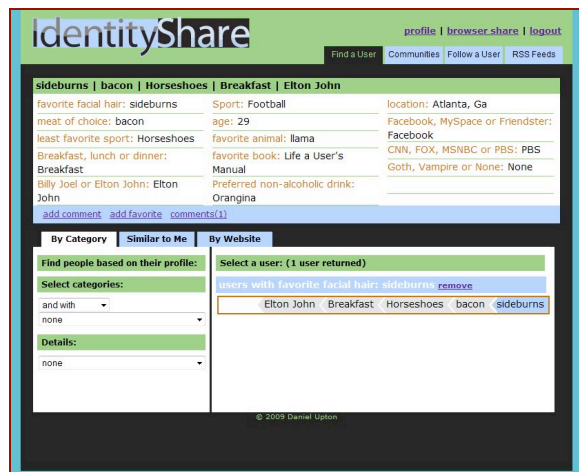 IdentityShare
profile | browser share | logout
Find a User Communities Follow a User RSS Feeds
sideburns | bacon | Horseshoes | Breakfast | Elton John
favorite facial hair: sideburns
meat of choice: bacon
least favorite sport: Horseshoes
Breakfast, lunch or dinner:
Breakfast
Billy Joel or Elton John: Elton
John
Sport: Football
age: 29
favorite animal: llama
favorite book: Life a User's
Manual
Preferred non-alcoholic drink:
Orangina
location: Atlanta, Ga
Facebook, MySpace or Friendster:
Facebook
CNN, FOX, MSNBC or PBS: PBS
Goth, Vampire or None: None
add comment add favorite comments(1)
By Category Similar to Me By Website
Find people based on their profile:
Select categories:
and with
none
Details:
none
Select a user: (1 user returned)
users with favorite facial hair: sideburns remove
Elton John Breakfast Horseshoes bacon sideburns
© 2009 Daniel Upton